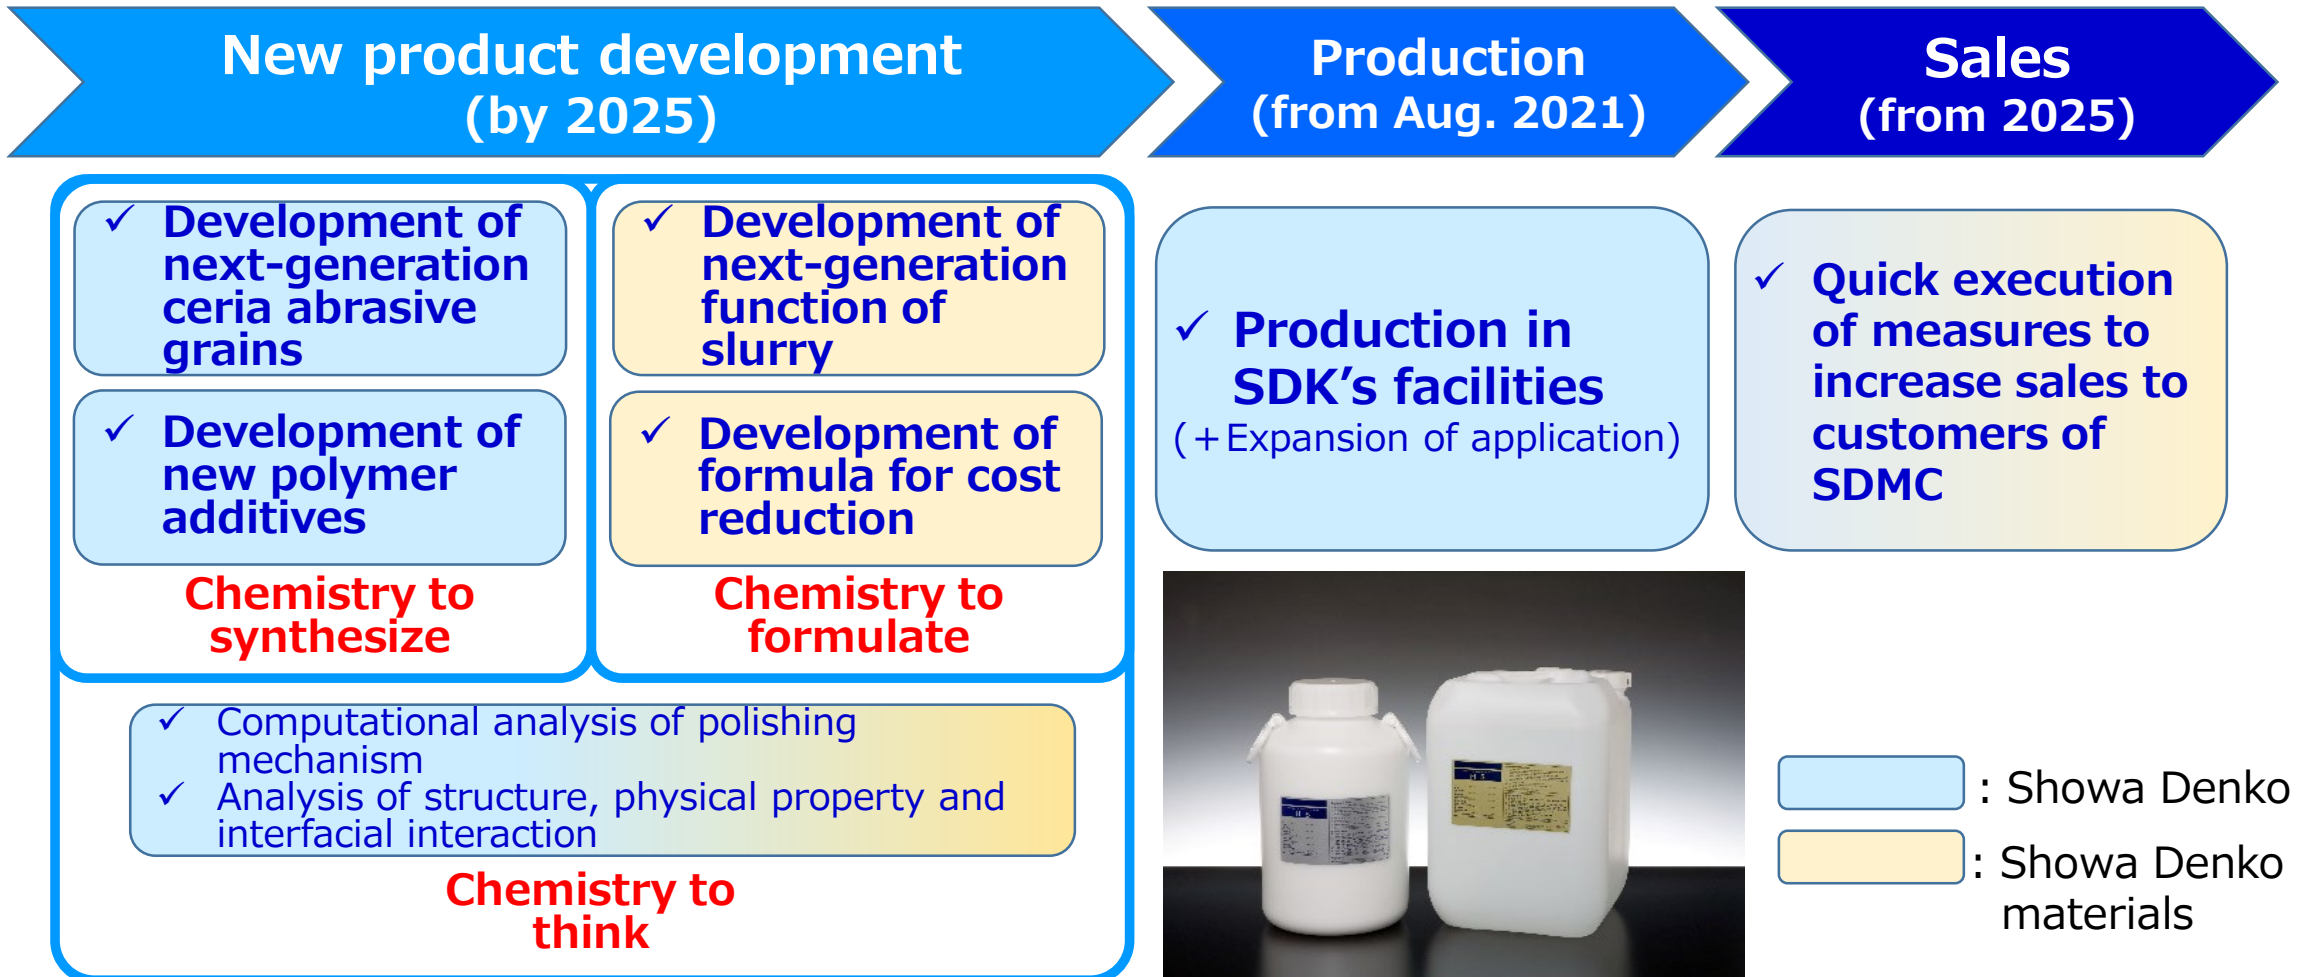 New product development
(by 2025)
Production
(from Aug. 2021)
Sales
(from 2025)
✓ Development of
next-generation
ceria abrasive
grains
✓ Development of
new polymer
additives
Chemistry to
synthesize
✓ Development of
next-generation
function of
slurry
✓ Development of
formula for cost
reduction
Chemistry to
formulate
✓ Computational analysis of polishing
mechanism
✓ Analysis of structure, physical property and
interfacial interaction
Chemistry to
think
✓ Production in
SDK’s facilities
(+Expansion of application)
✓ Quick execution
of measures to
increase sales to
customers of
SDMC
: Showa Denko
: Showa Denko
materials